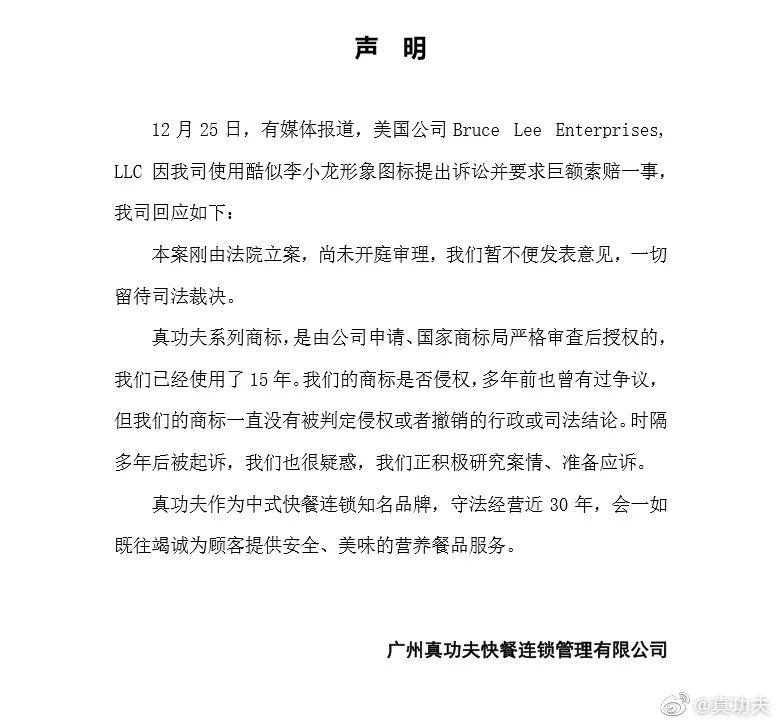 声 明
12月25日，有媒体报道，美国公司Bruce Lee Enterprises,
LLC 因我司使用酷似李小龙形象图标提出诉讼并要求巨额索赔一事，
我司回应如下：
本案刚由法院立案，尚未开庭审理，我们暂不便发表意见，一切
留待司法裁决。
真功夫系列商标，是由公司申请、国家商标局严格审查后授权的，
我们已经使用了15年。我们的商标是否侵权，多年前也曾有过争议，
但我们的商标一直没有被判定侵权或者撤销的行政或司法结论。时隔
多年后被起诉，我们也很疑惑，我们正积极研究案情、准备应诉。
真功夫作为中式快餐连锁知名品牌，守法经营近30年，会一如
既往竭诚为顾客提供安全、美味的营养餐品服务。
广州真功夫快餐连锁管理有限公司
@真功夫